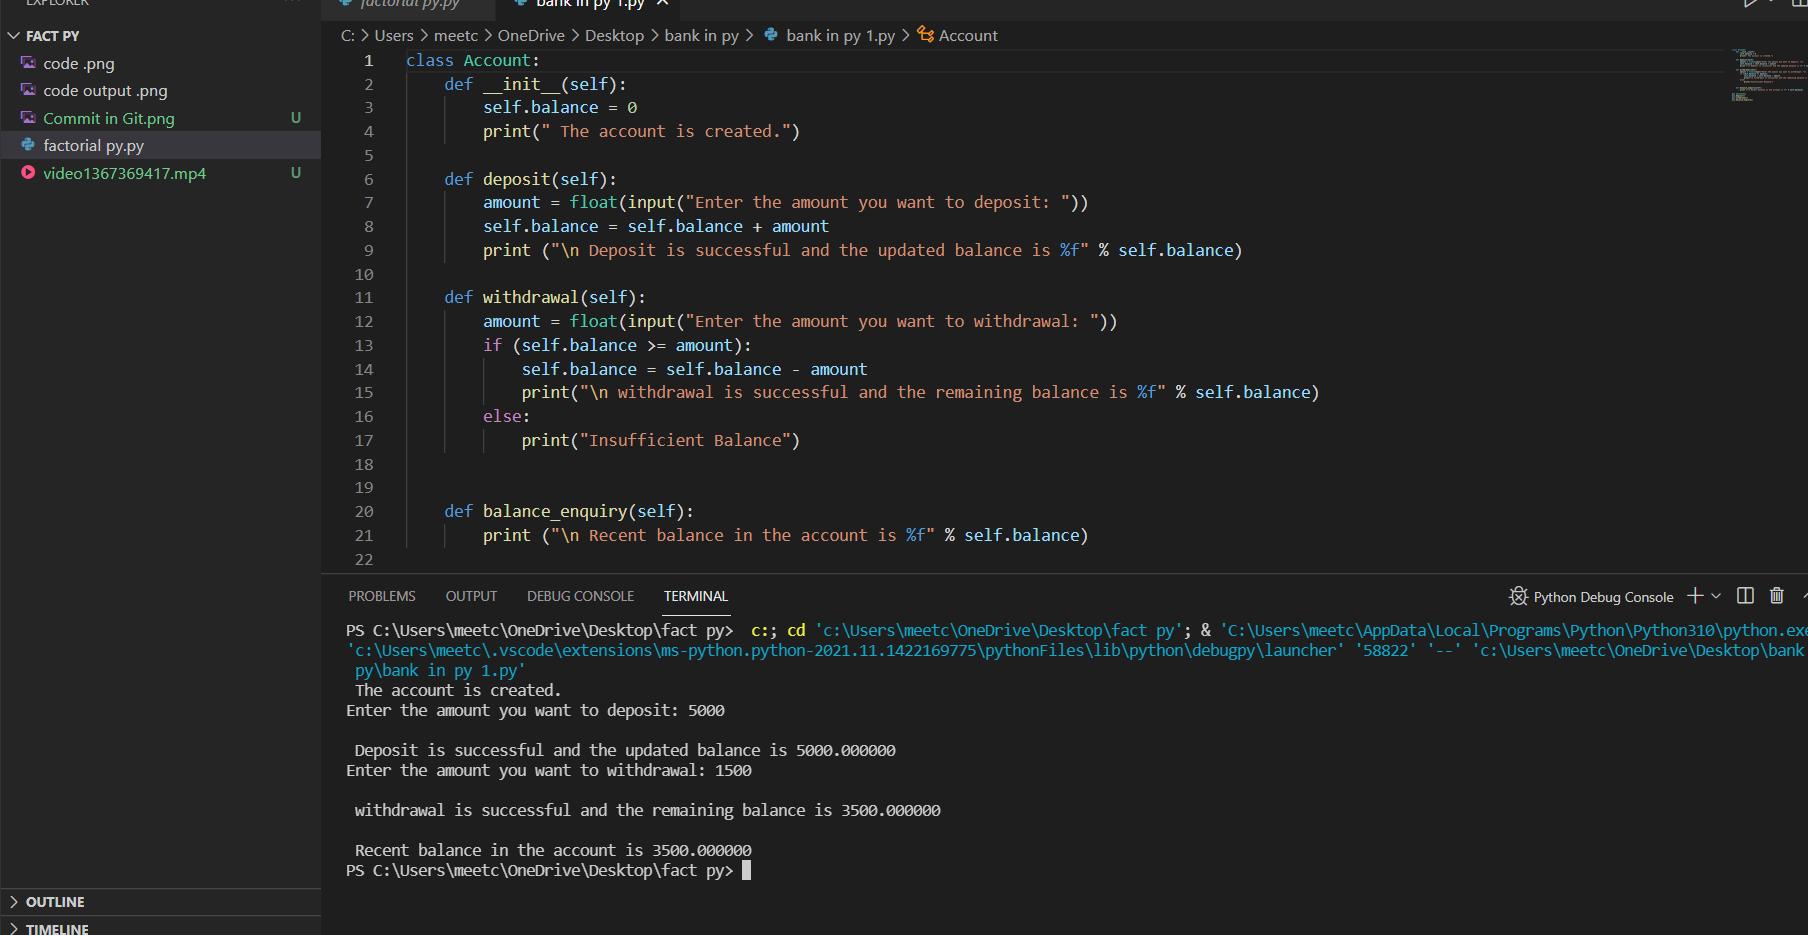 EXPLORER
FACT PY
code .png
code output .png
Commit in Git.png U
factorial py.py
video1367369417.mp4 U
OUTLINE
TIMELINE
factorial py.py
bank in py 1.py
C: > Users > meetc > OneDrive > Desktop > bank in py > bank in py 1.py > Account
1 class Account:
2     def __init__(self):
3         self.balance = 0
4         print(" The account is created.")
5
6     def deposit(self):
7         amount = float(input("Enter the amount you want to deposit: "))
8         self.balance = self.balance + amount
9         print ("\n Deposit is successful and the updated balance is %f" % self.balance)
10
11     def withdrawal(self):
12         amount = float(input("Enter the amount you want to withdrawal: "))
13         if (self.balance >= amount):
14             self.balance = self.balance - amount
15             print("\n withdrawal is successful and the remaining balance is %f" % self.balance)
16         else:
17             print("Insufficient Balance")
18
19
20     def balance_enquiry(self):
21         print ("\n Recent balance in the account is %f" % self.balance)
22
PROBLEMS OUTPUT DEBUG CONSOLE TERMINAL
Python Debug Console
PS C:\Users\meetc\OneDrive\Desktop\fact py>  c:; cd 'c:\Users\meetc\OneDrive\Desktop\fact py'; & 'C:\Users\meetc\AppData\Local\Programs\Python\Python310\python.exe
'c:\Users\meetc\.vscode\extensions\ms-python.python-2021.11.1422169775\pythonFiles\lib\python\debugpy\launcher' '58822' '--' 'c:\Users\meetc\OneDrive\Desktop\bank in
py\bank in py 1.py'
The account is created.
Enter the amount you want to deposit: 5000
Deposit is successful and the updated balance is 5000.000000
Enter the amount you want to withdrawal: 1500
withdrawal is successful and the remaining balance is 3500.000000
Recent balance in the account is 3500.000000
PS C:\Users\meetc\OneDrive\Desktop\fact py>